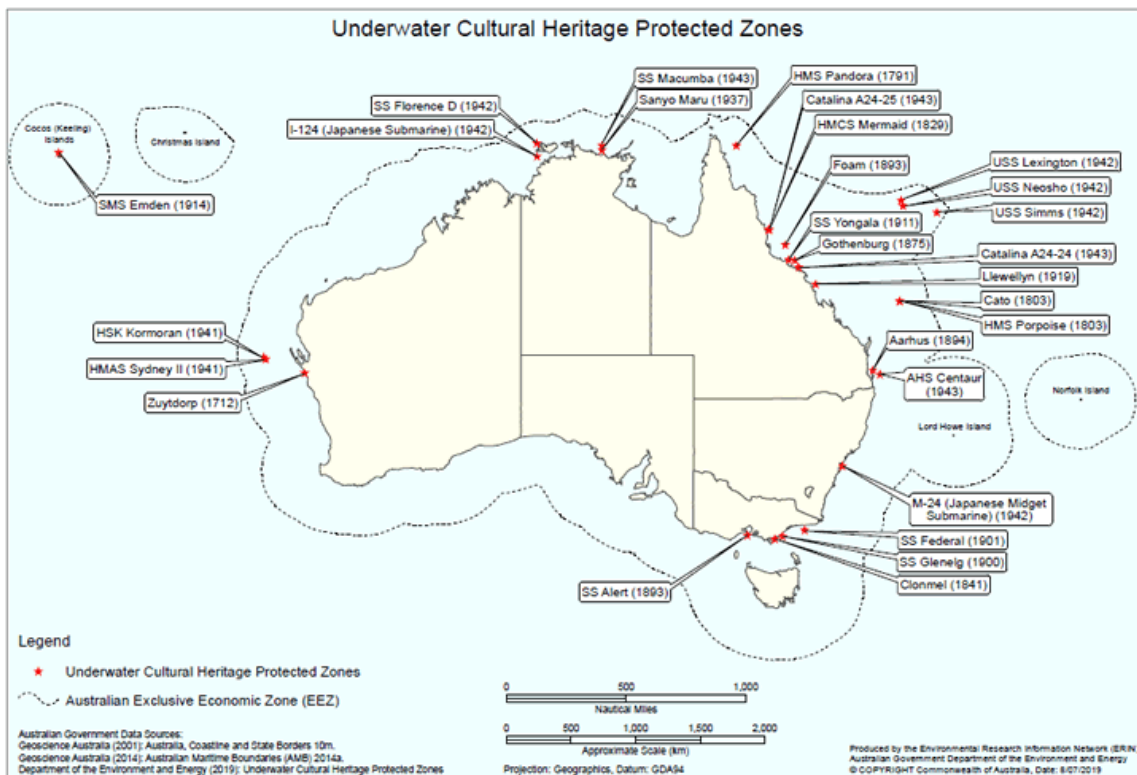 Underwater Cultural Heritage Protected Zones
SS Macumba (1943)
HMS Pandora (1791)
SS Florence D (1942)
Sanyo Maru (1937)
Catalina A24-25 (1943)
I-124 (Japanese Submarine) (1942)
HMCS Mermaid (1829)
Cocos (Keeling)
Islands
Christmas Island
Foam (1893)
USS Lexington (1942)
USS Neosho (1942)
SMS Emden (1914)
USS Simms (1942)
SS Yongala (1911)
Gothenburg (1875)
Catalina A24-24 (1943)
Llewellyn (1919)
Cato (1803)
HMS Porpoise (1803)
HSK Kormoran (1941)
Aarhus (1894)
HMAS Sydney II (1941)
AHS Centaur
(1943)
Norfolk Island
Zuytdorp (1712)
Lord Howe Island
M-24 (Japanese Midget
Submarine) (1942)
SS Federal (1901)
SS Glenelg (1900)
SS Alert (1893)
Clonmel (1841)
Legend
Underwater Cultural Heritage Protected Zones
Australian Exclusive Economic Zone (EEZ)
0 500 1,000
Nautical Miles
0 500 1,000 1,500 2,000
Approximate Scale (km)
Australian Government Data Sources:
Geoscience Australia (2001): Australia, Coastline and State Borders 10m.
Geoscience Australia (2014): Australian Maritime Boundaries (AMB) 2014a.
Department of the Environment and Energy (2019): Underwater Cultural Heritage Protected Zones
Projection: Geographics, Datum: GDA94
Produced by the Environmental Research Information Network (ERIN)
Australian Government Department of the Environment and Energy
© COPYRIGHT Commonwealth of Australia, Date: 8/07/2019